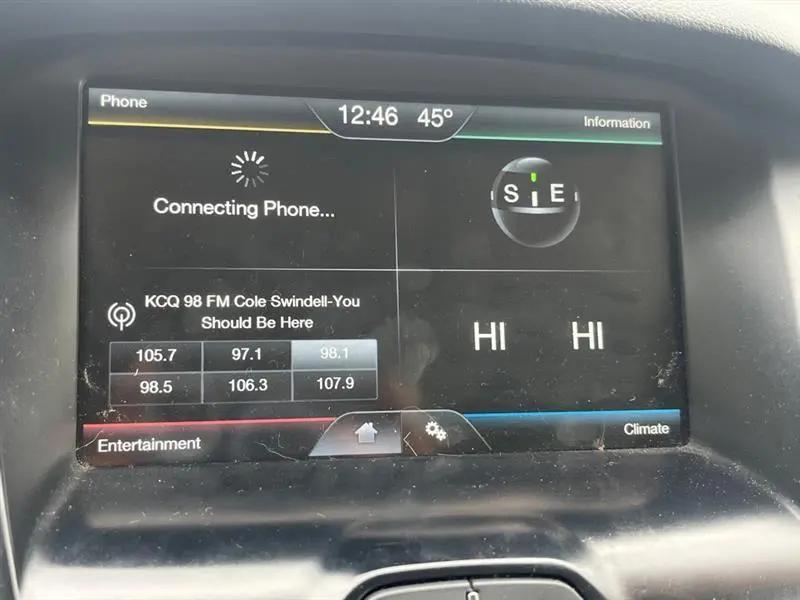 Phone
12:46 45º
Information
Connecting Phone...
S E
KCQ 98 FM Cole Swindell-You
Should Be Here
HI HI
105.7 97.1 98.1
98.5 106.3 107.9
Entertainment
Climate